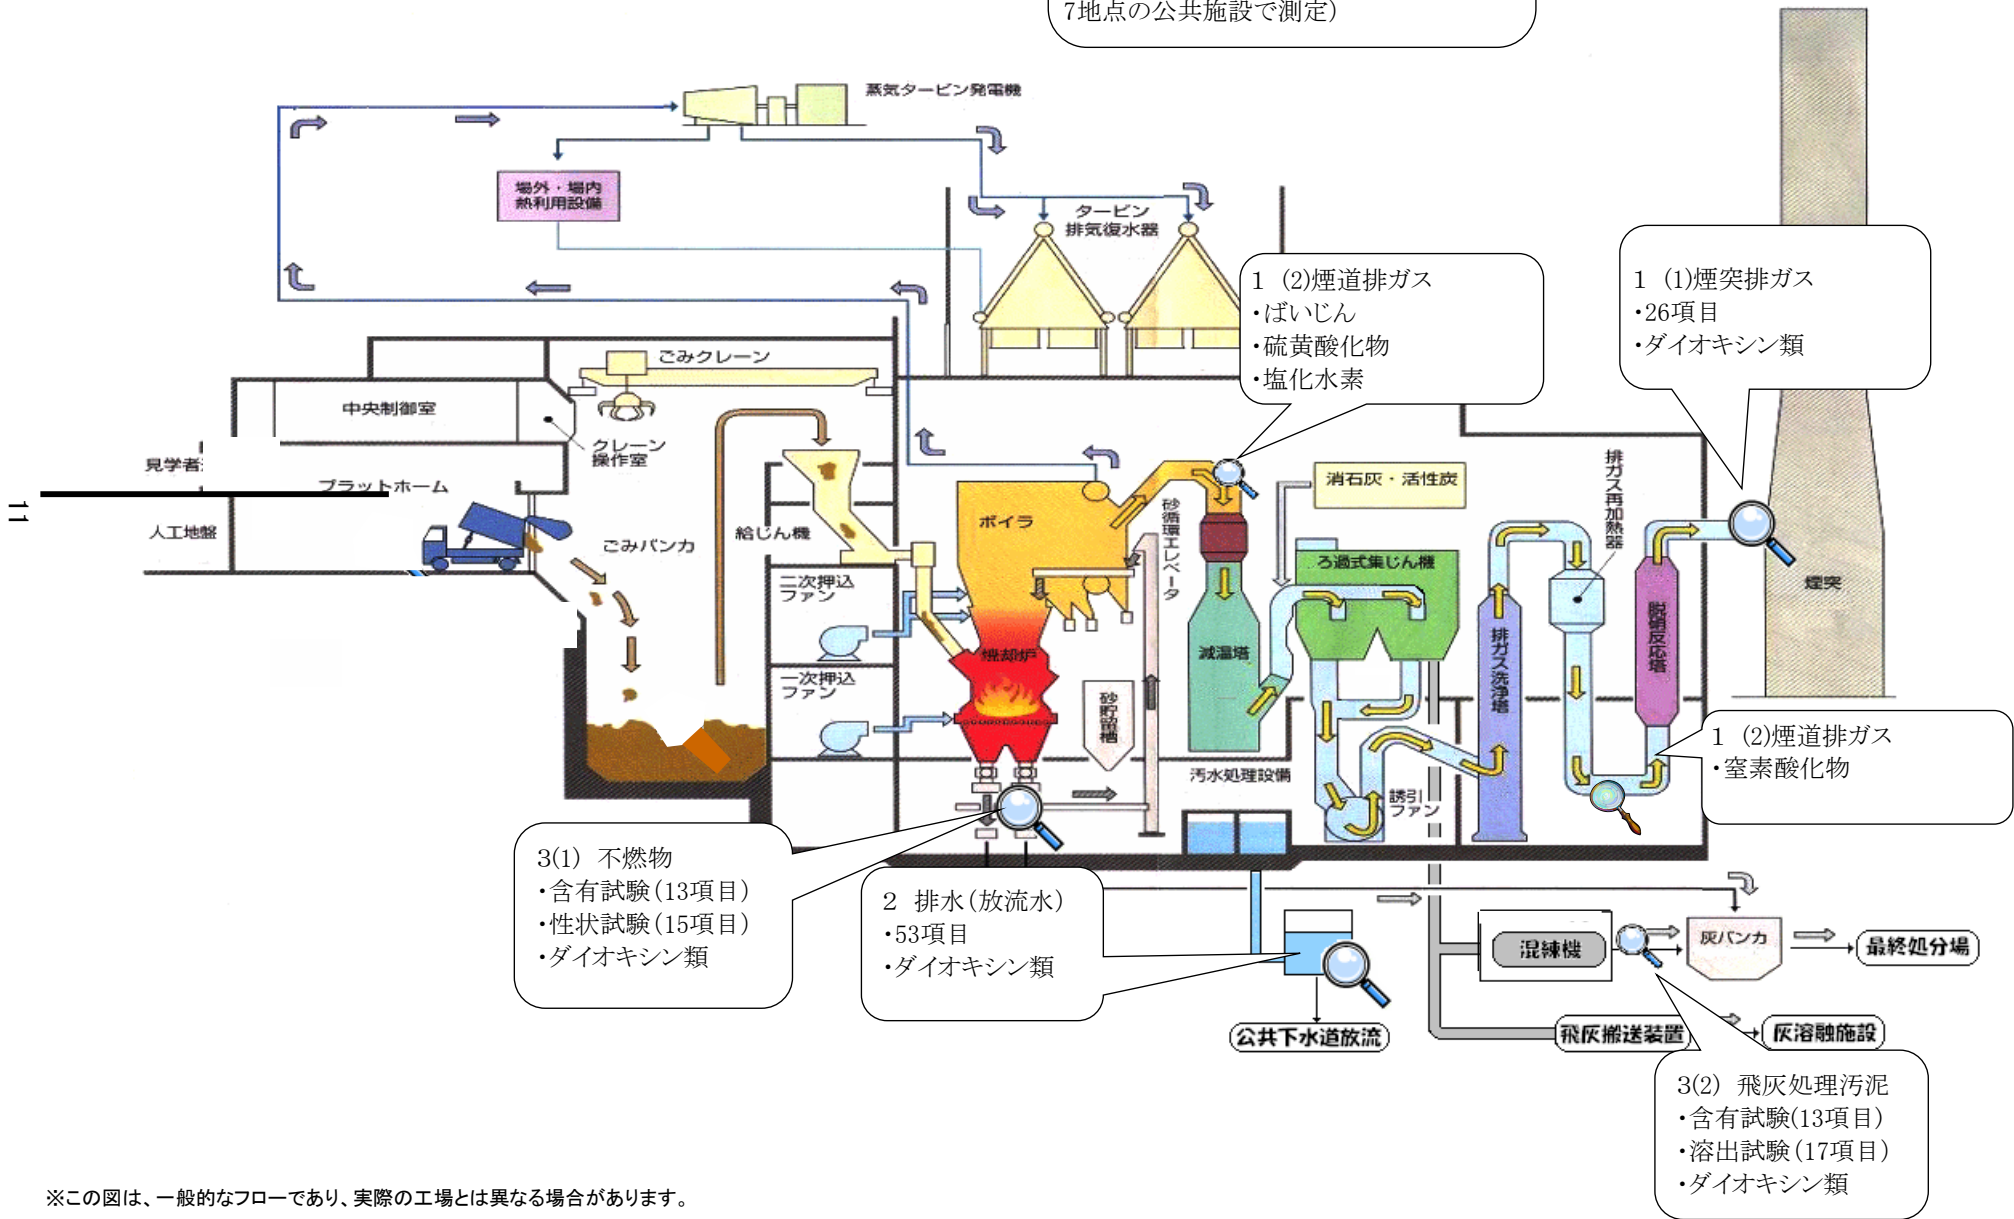 7地点の公共施設で測定)
蒸気タービン発電機
場外・場内
熱利用設備
タービン
排気復水器
1 (2)煙道排ガス
・ばいじん
・硫黄酸化物
・塩化水素
1 (1)煙突排ガス
・26項目
・ダイオキシン類
ごみクレーン
中央制御室
クレーン
操作室
見学者
プラットホーム
人工地盤
ごみバンカ
給じん機
二次押込
ファン
一次押込
ファン
ボイラ
焼却炉
砂循環エレベータ
砂貯留槽
減温塔
消石灰・活性炭
ろ過式集じん機
排ガス洗浄塔
排ガス再加熱器
脱硝反応塔
煙突
汚水処理設備
誘引
ファン
1 (2)煙道排ガス
・窒素酸化物
3(1) 不燃物
・含有試験(13項目)
・性状試験(15項目)
・ダイオキシン類
2 排水(放流水)
・53項目
・ダイオキシン類
混練機
灰バンカ
最終処分場
公共下水道放流
飛灰搬送装置
灰溶融施設
3(2) 飛灰処理汚泥
・含有試験(13項目)
・溶出試験(17項目)
・ダイオキシン類
※この図は、一般的なフローであり、実際の工場とは異なる場合があります。
11